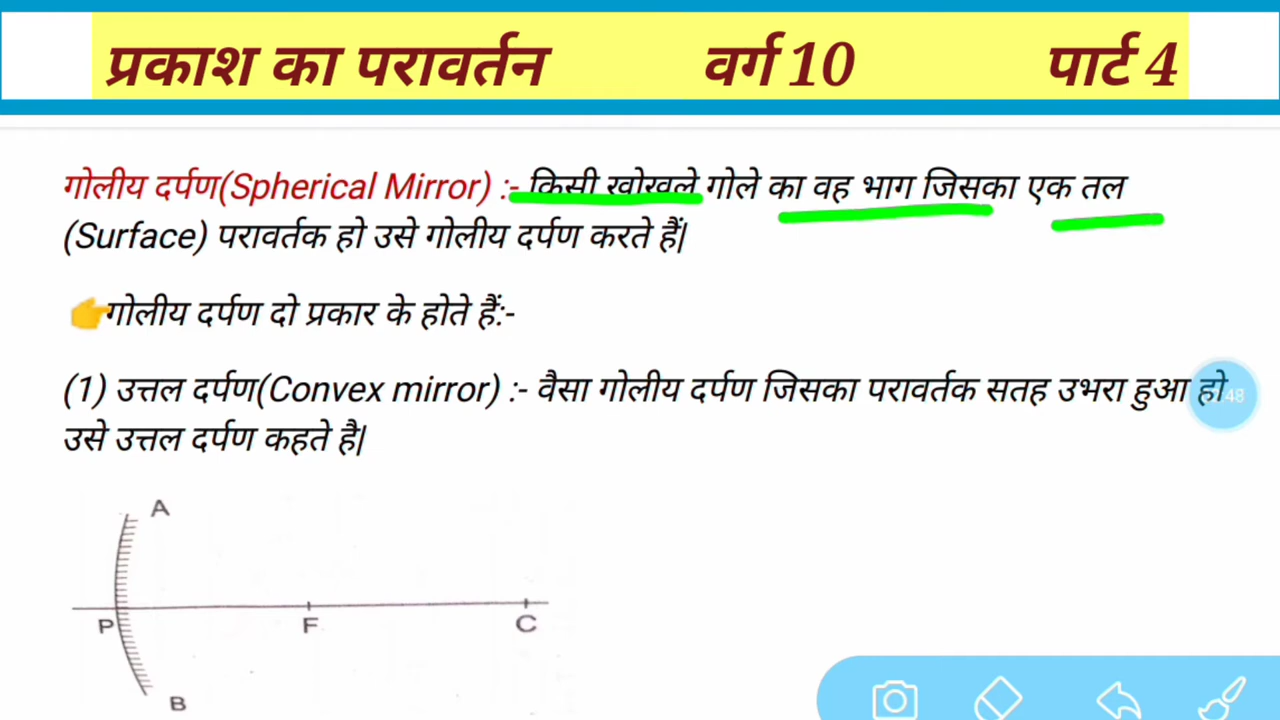 प्रकाश का परावर्तन वर्ग 10 पार्ट 4
गोलीय दर्पण(Spherical Mirror) :- किसी खोखले गोले का वह भाग जिसका एक तल
(Surface) परावर्तक हो उसे गोलीय दर्पण करते हैं|
👉गोलीय दर्पण दो प्रकार के होते हैं:-
(1) उत्तल दर्पण(Convex mirror) :- वैसा गोलीय दर्पण जिसका परावर्तक सतह उभरा हुआ हो
उसे उत्तल दर्पण कहते है|
A
P F C
B